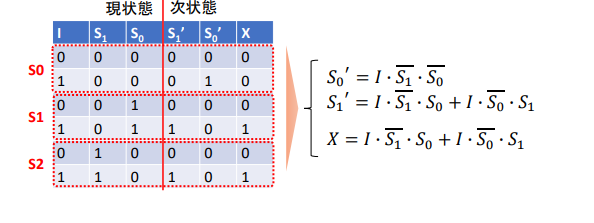 現状態 次状態
I S₁ S₀ S₁’ S₀’ X
S0
0 0 0 0 0 0
1 0 0 0 1 0
S1
0 0 1 0 0 0
1 0 1 1 0 1
S2
0 1 0 0 0 0
1 1 0 1 0 1
S₀′ = I · S̅₁̅ · S̅₀̅
S₁′ = I · S̅₁̅ · S₀ + I · S̅₀̅ · S₁
X = I · S̅₁̅ · S₀ + I · S̅₀̅ · S₁